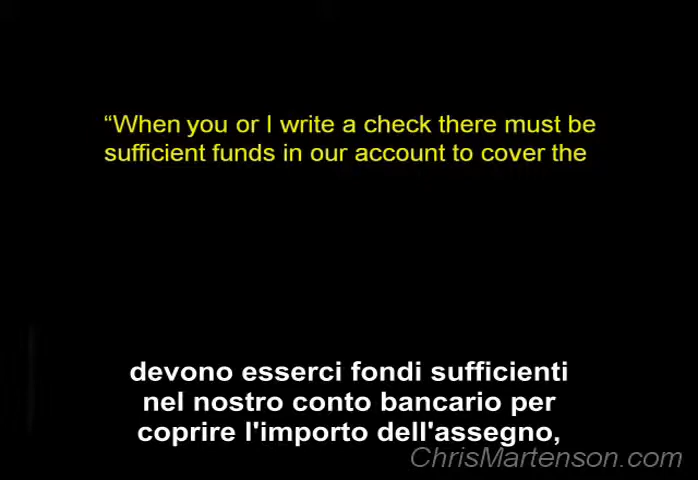 “When you or I write a check there must be
sufficient funds in our account to cover the
devono esserci fondi sufficienti
nel nostro conto bancario per
coprire l'importo dell'assegno,
ChrisMartenson.com